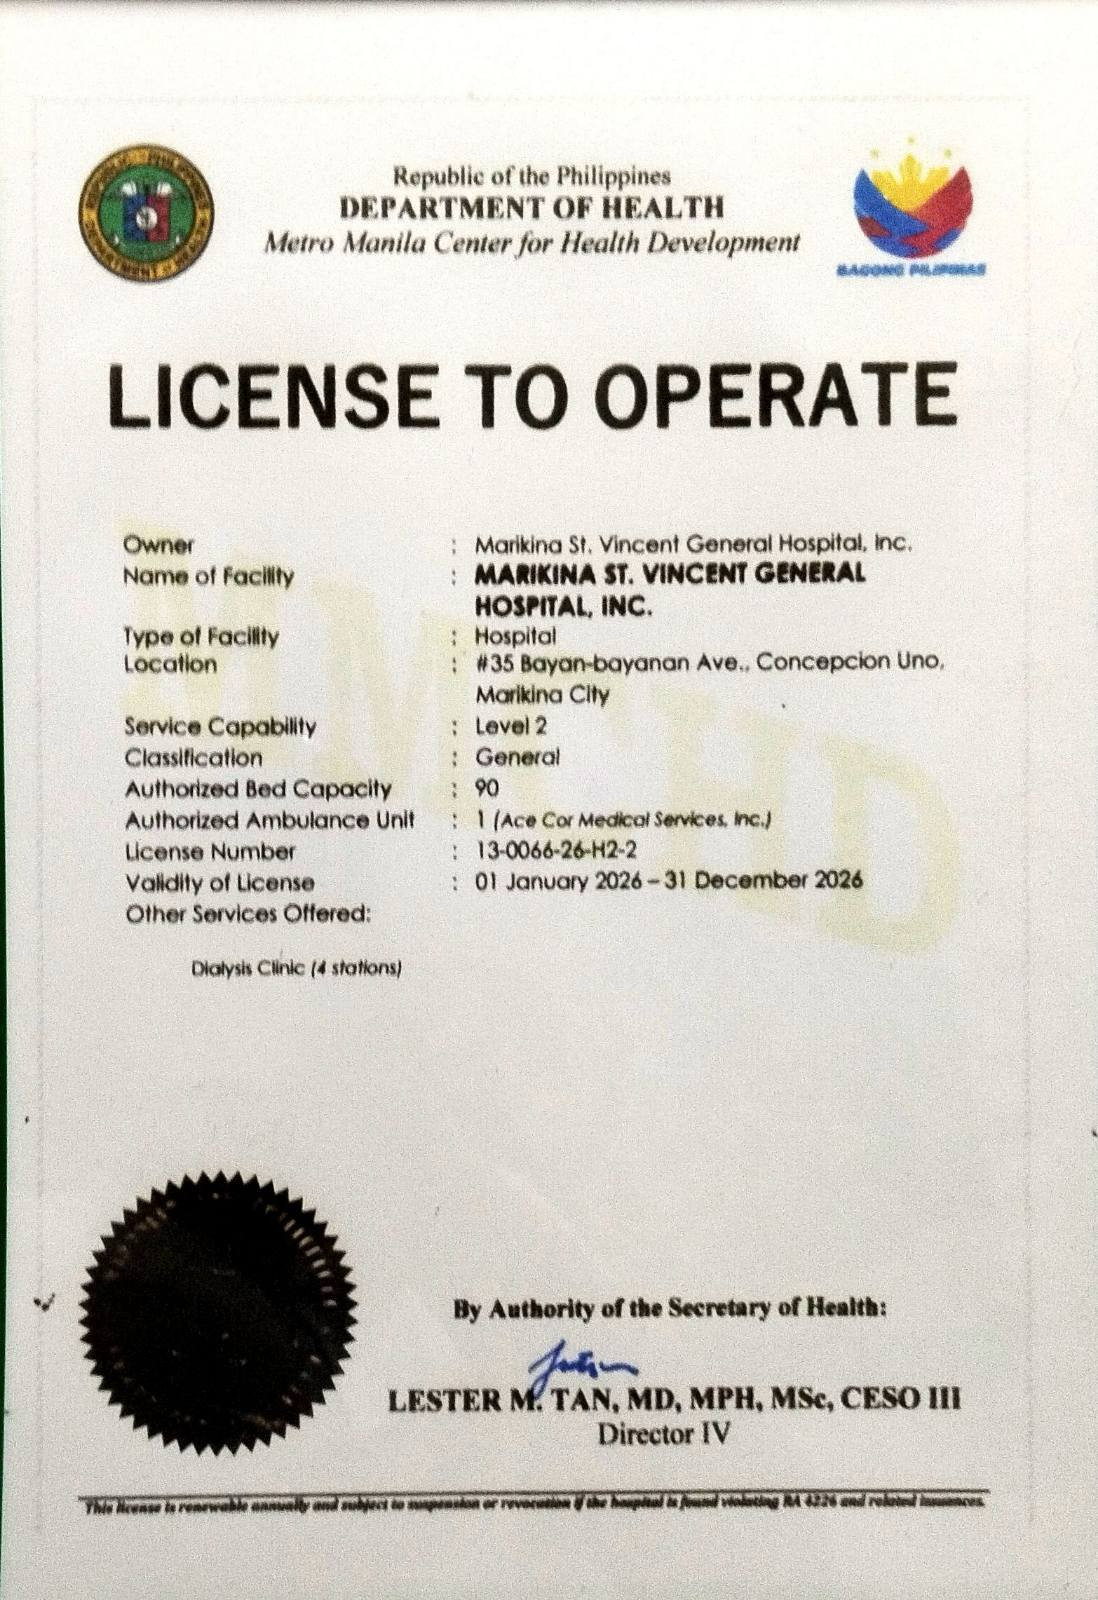 Republic of the Philippines
DEPARTMENT OF HEALTH
Metro Manila Center for Health Development
BAGONG PILIPINAS
LICENSE TO OPERATE
Owner : Marikina St. Vincent General Hospital, Inc.
Name of Facility : MARIKINA ST. VINCENT GENERAL
HOSPITAL, INC.
Type of Facility : Hospital
Location : #35 Bayan-bayanan Ave., Concepcion Uno,
Marikina City
Service Capability : Level 2
Classification : General
Authorized Bed Capacity : 90
Authorized Ambulance Unit : 1 (Ace Cor Medical Services, Inc.)
License Number : 13-0066-26-H2-2
Validity of License : 01 January 2026 – 31 December 2026
Other Services Offered:
Dialysis Clinic (4 stations)
By Authority of the Secretary of Health:
LESTER M. TAN, MD, MPH, MSc, CESO III
Director IV
This license is renewable annually and subject to suspension or revocation if the hospital is found violating RA 4226 and related issuances.